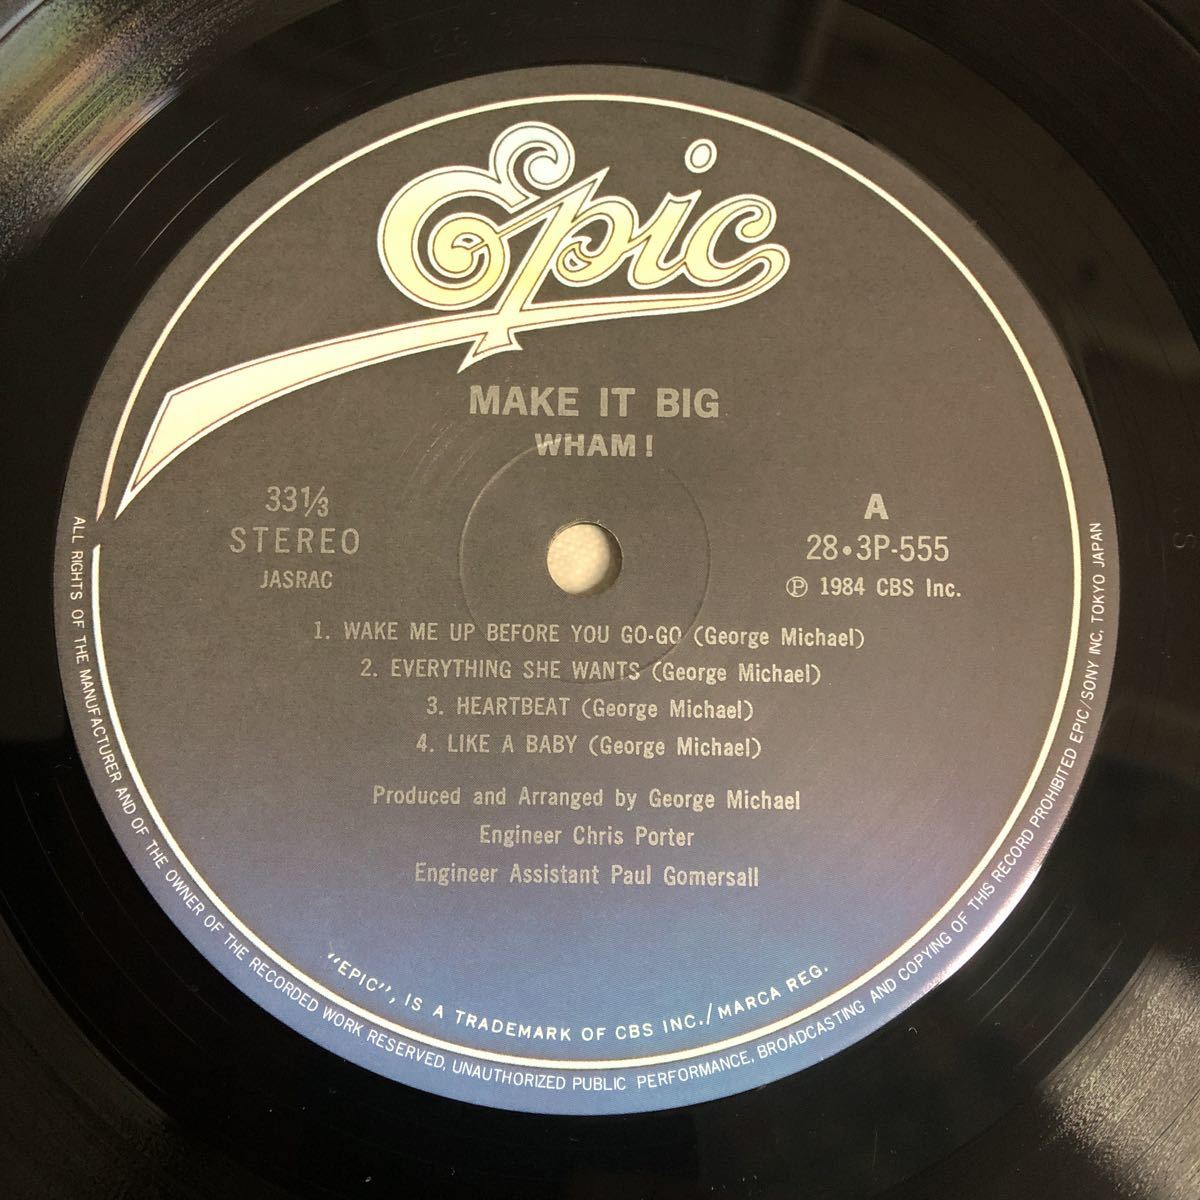 Epic
MAKE IT BIG
WHAM!
33⅓
STEREO
JASRAC
A
28•3P-555
Ⓟ 1984 CBS Inc.
1. WAKE ME UP BEFORE YOU GO-GO (George Michael)
2. EVERYTHING SHE WANTS (George Michael)
3. HEARTBEAT (George Michael)
4. LIKE A BABY (George Michael)
Produced and Arranged by George Michael
Engineer Chris Porter
Engineer Assistant Paul Gomersall
"EPIC", IS A TRADEMARK OF CBS INC./MARCA REG.
ALL RIGHTS OF THE MANUFACTURER AND OF THE OWNER OF THE RECORDED WORK RESERVED, UNAUTHORIZED PUBLIC PERFORMANCE, BROADCASTING AND COPYING OF THIS RECORD PROHIBITED EPIC/SONY INC, TOKYO JAPAN